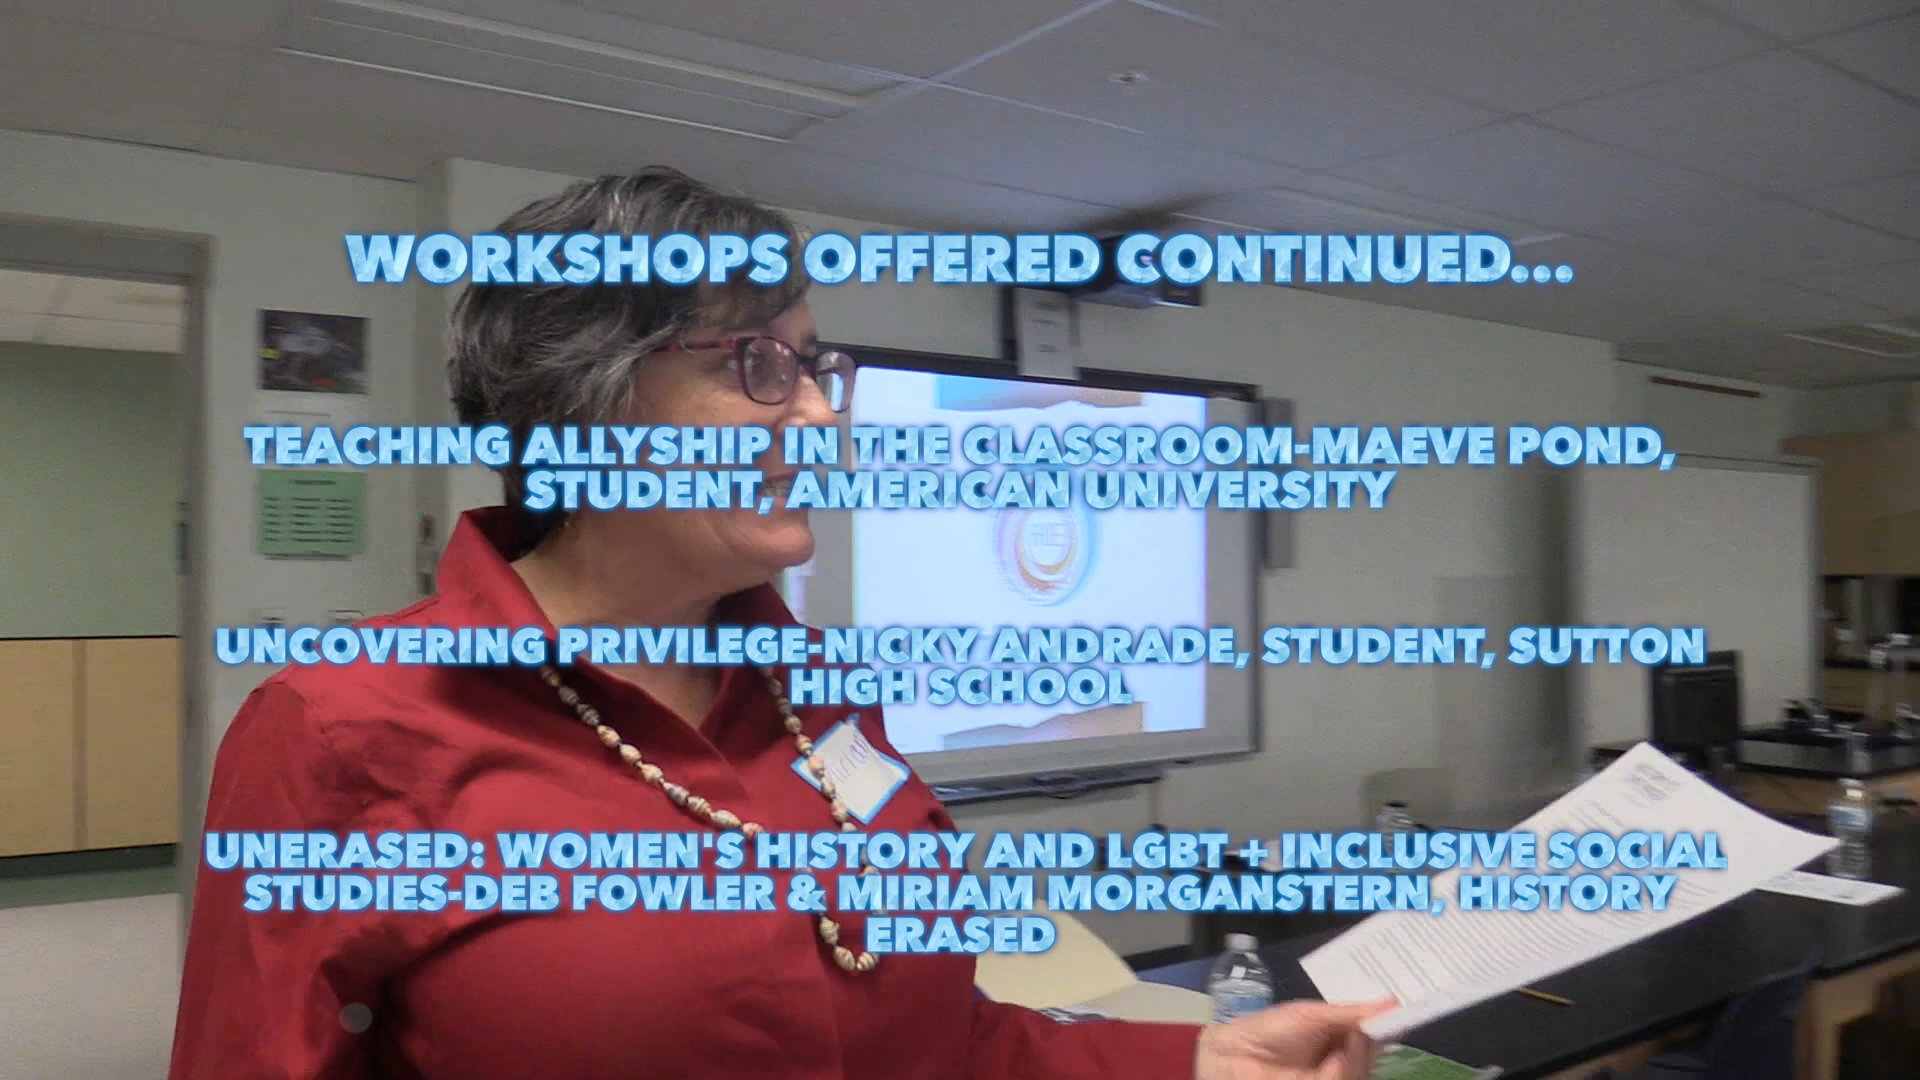 WORKSHOPS OFFERED CONTINUED...
TEACHING ALLYSHIP IN THE CLASSROOM-MAEVE POND,
STUDENT, AMERICAN UNIVERSITY
UNCOVERING PRIVILEGE-NICKY ANDRADE, STUDENT, SUTTON
HIGH SCHOOL
UNERASED: WOMEN'S HISTORY AND LGBT + INCLUSIVE SOCIAL
STUDIES-DEB FOWLER & MIRIAM MORGANSTERN, HISTORY
ERASED